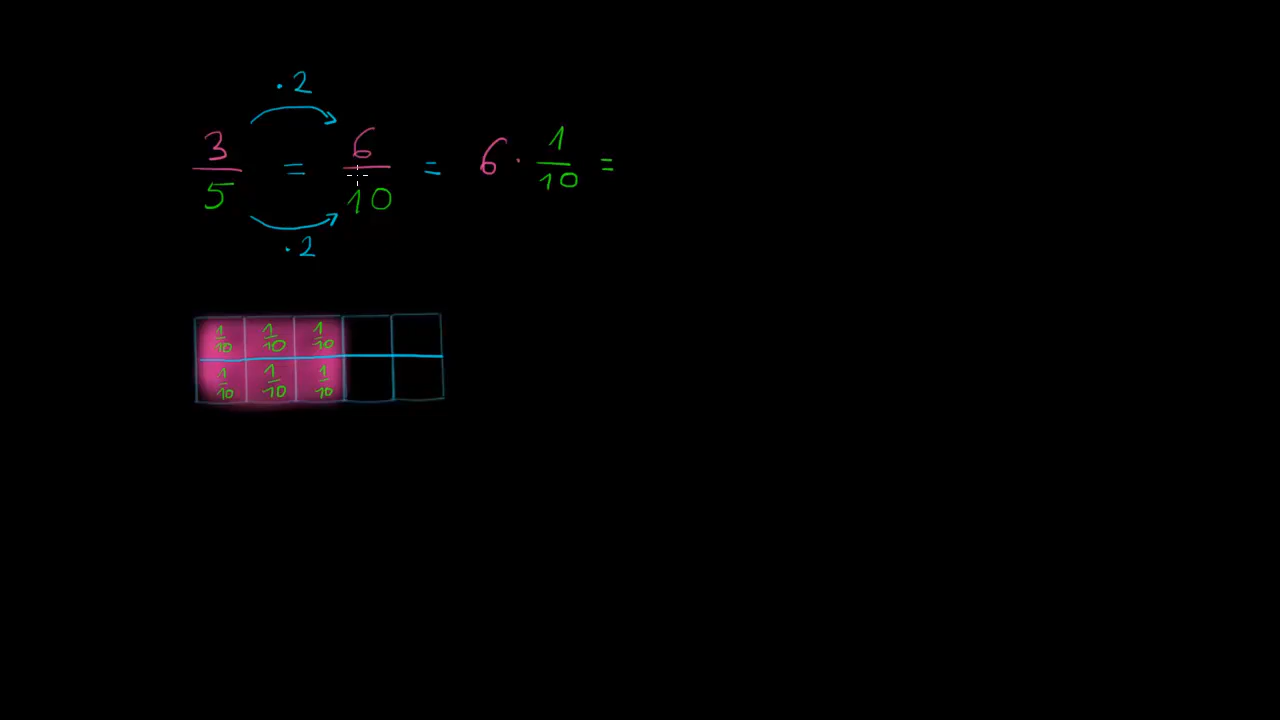 · 2
3/5 = 6/10 = 6 · 1/10 =
· 2
1/10 1/10 1/10
1/10 1/10 1/10